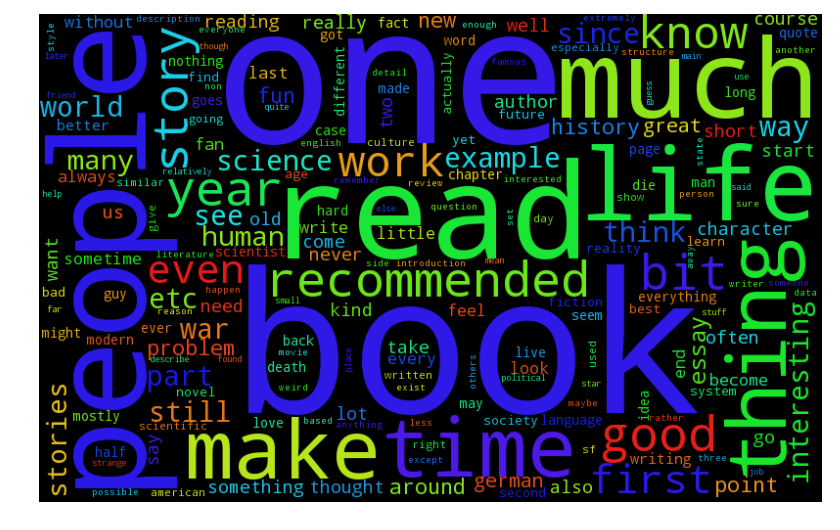 book
one
people
read
life
much
thing
time
make
good
work
know
year
recommended
first
story
bit
even
science
example
human
way
think
many
world
stories
still
part
war
etc
see
since
interesting
problem
history
great
short
start
character
essay
point
writing
german
around
thought
something
also
without
description
style
everyone
later
friend
reading
really
fact
enough
got
new
word
well
especially
extremely
though
structure
main
course
quote
another
nothing
find
non
quite
last
fun
different
detail
actually
famous
author
future
use
guess
long
goes
going
better
two
made
case
english
culture
yet
page
state
fan
relatively
age
remember
review
chapter
interested
show
die
man
person
said
sure
always
similar
us
help
give
old
hard
write
little
question
set
day
else
come
never
reality
learn
want
sometime
literature
scientist
side
introduction
mean
away
writer
someone
bad
far
guy
reason
happen
need
small
kind
feel
fiction
seem
everything
best
data
stuff
might
ever
modern
describe
found
back
movie
death
weird
place
take
every
written
exist
live
look
others
political
used
star
maybe
end
often
become
system
idea
rather
mostly
novel
say
scientific
love
based
anything
lot
may
less
right
except
society
language
sf
go
job
three
half
strange
possible
american
second